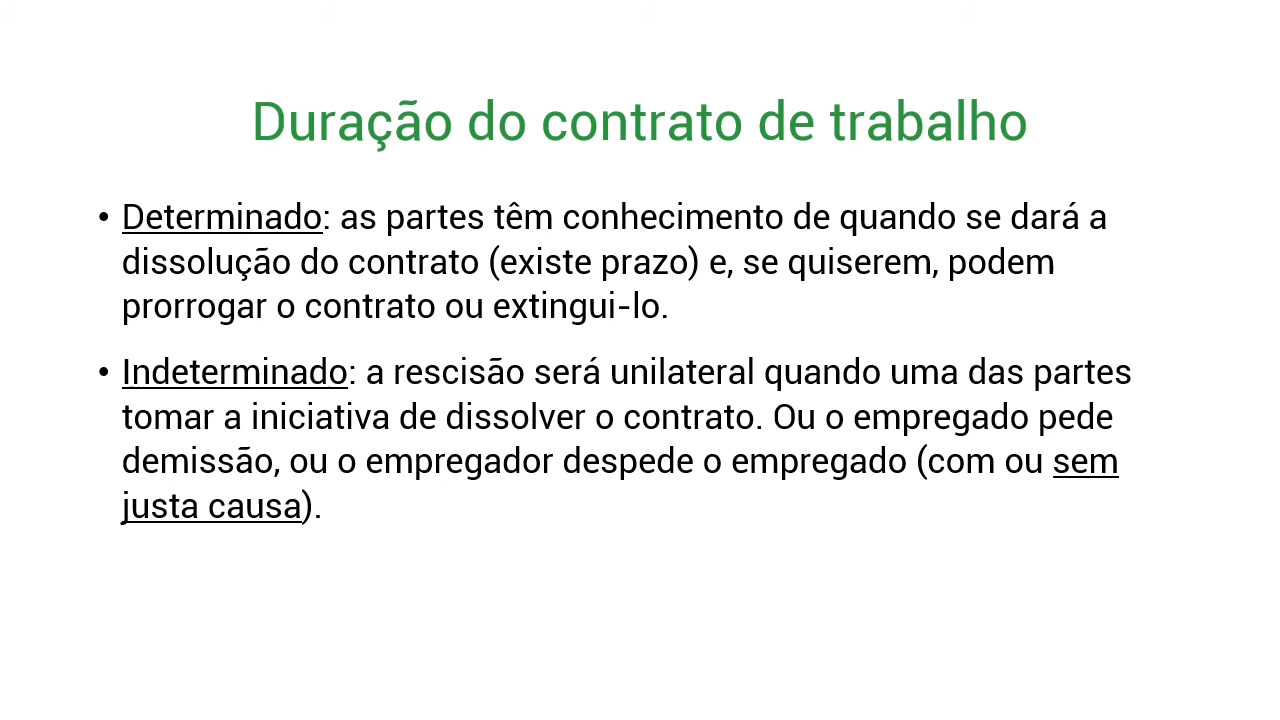 Duração do contrato de trabalho
• Determinado: as partes têm conhecimento de quando se dará a
dissolução do contrato (existe prazo) e, se quiserem, podem
prorrogar o contrato ou extingui-lo.
• Indeterminado: a rescisão será unilateral quando uma das partes
tomar a iniciativa de dissolver o contrato. Ou o empregado pede
demissão, ou o empregador despede o empregado (com ou sem
justa causa).